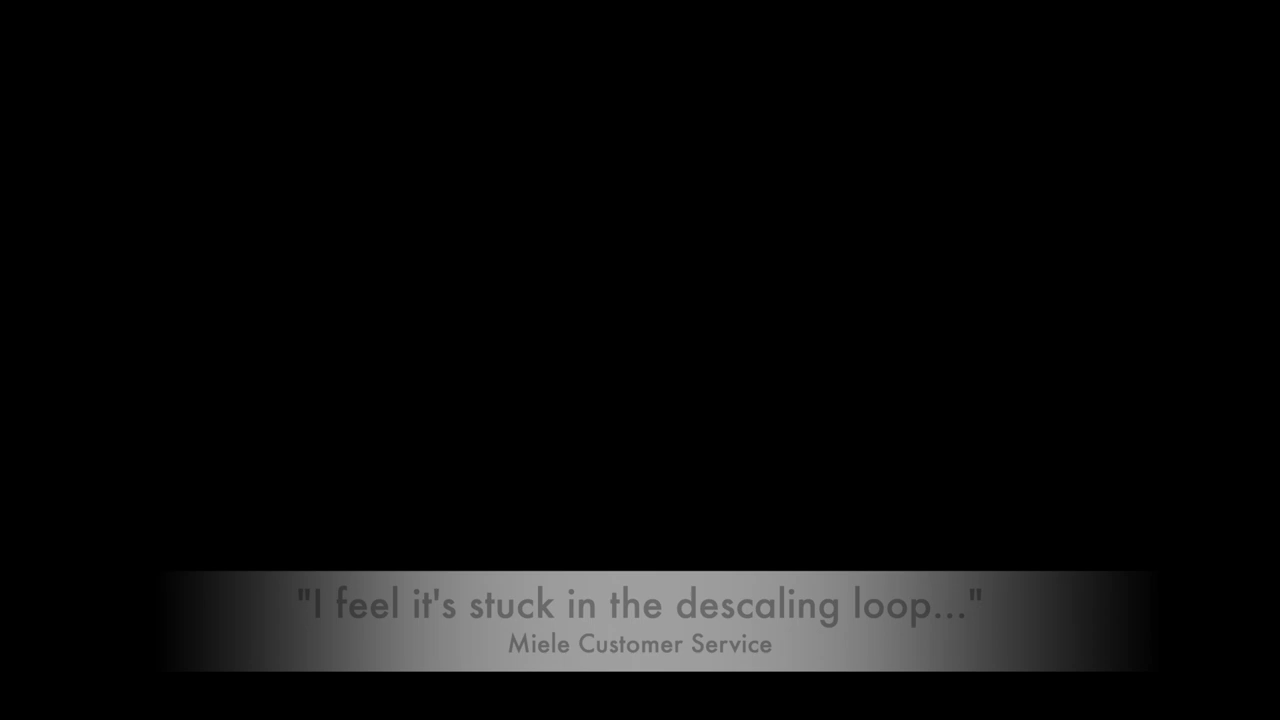 "I feel it's stuck in the descaling loop..."
Miele Customer Service